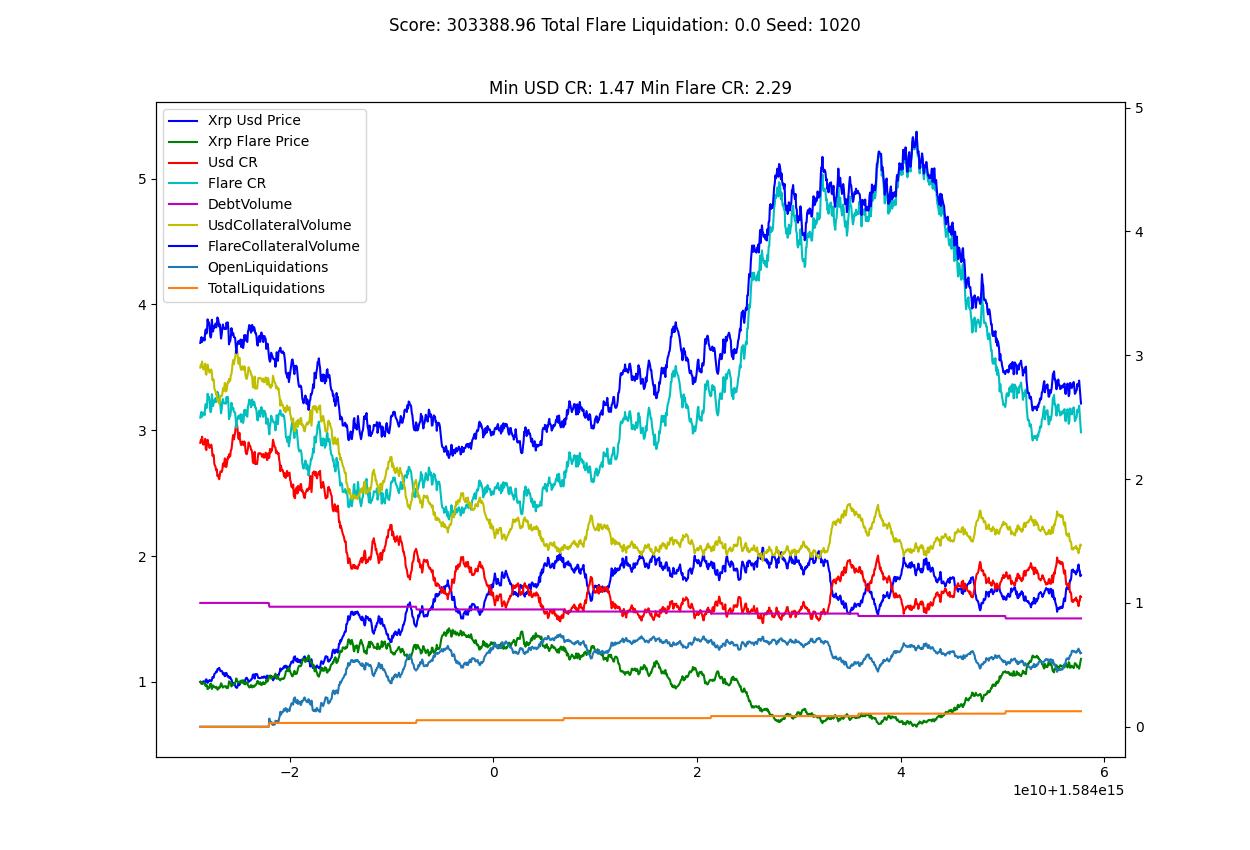 Score: 303388.96 Total Flare Liquidation: 0.0 Seed: 1020
Min USD CR: 1.47 Min Flare CR: 2.29
Xrp Usd Price
Xrp Flare Price
Usd CR
Flare CR
DebtVolume
UsdCollateralVolume
FlareCollateralVolume
OpenLiquidations
TotalLiquidations
5
4
3
2
1
5
4
3
2
1
0
−2
0
2
4
6
1e10+1.584e15